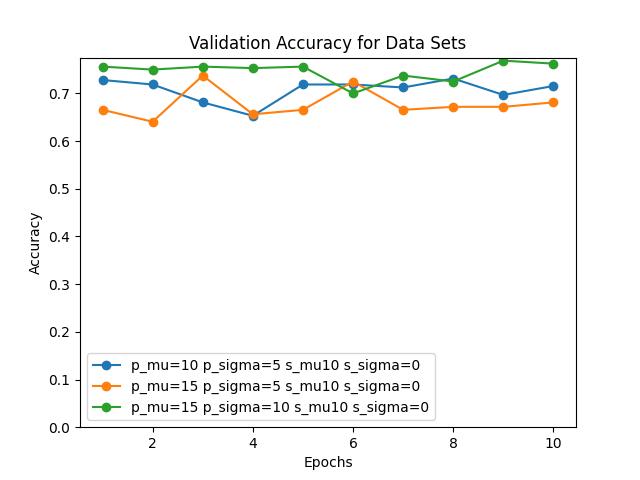 Validation Accuracy for Data Sets
Accuracy
0.7
0.6
0.5
0.4
0.3
0.2
0.1
0.0
p_mu=10 p_sigma=5 s_mu10 s_sigma=0
p_mu=15 p_sigma=5 s_mu10 s_sigma=0
p_mu=15 p_sigma=10 s_mu10 s_sigma=0
2 4 6 8 10
Epochs